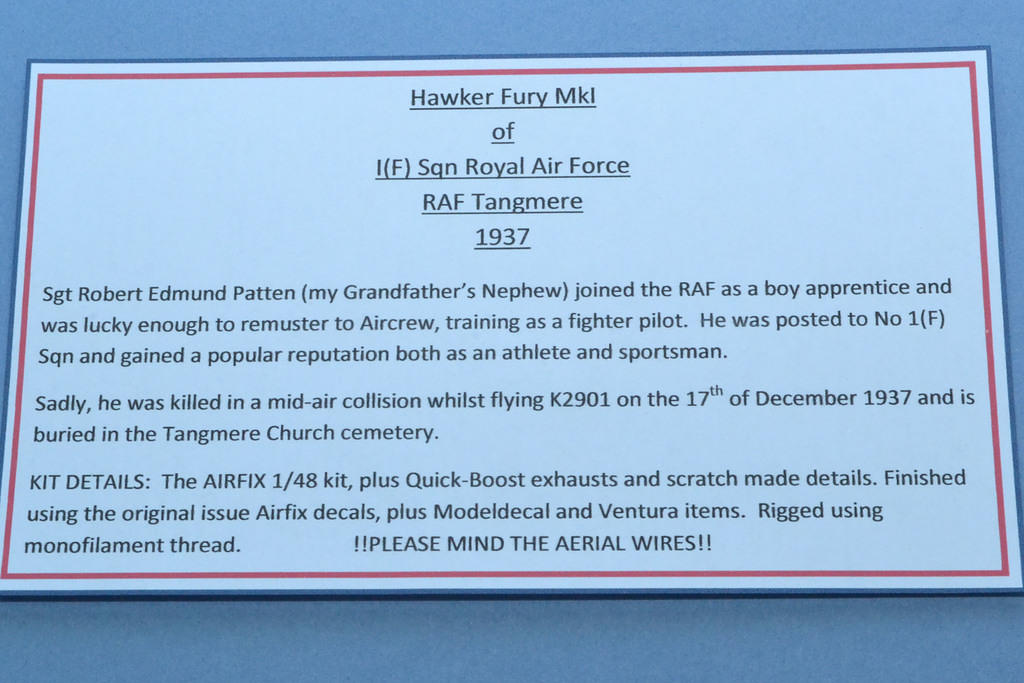 Hawker Fury MkI
of
I(F) Sqn Royal Air Force
RAF Tangmere
1937
Sgt Robert Edmund Patten (my Grandfather's Nephew) joined the RAF as a boy apprentice and
was lucky enough to remuster to Aircrew, training as a fighter pilot.  He was posted to No 1(F)
Sqn and gained a popular reputation both as an athlete and sportsman.
Sadly, he was killed in a mid-air collision whilst flying K2901 on the 17th of December 1937 and is
buried in the Tangmere Church cemetery.
KIT DETAILS:  The AIRFIX 1/48 kit, plus Quick-Boost exhausts and scratch made details. Finished
using the original issue Airfix decals, plus Modeldecal and Ventura items.  Rigged using
monofilament thread.  !!PLEASE MIND THE AERIAL WIRES!!